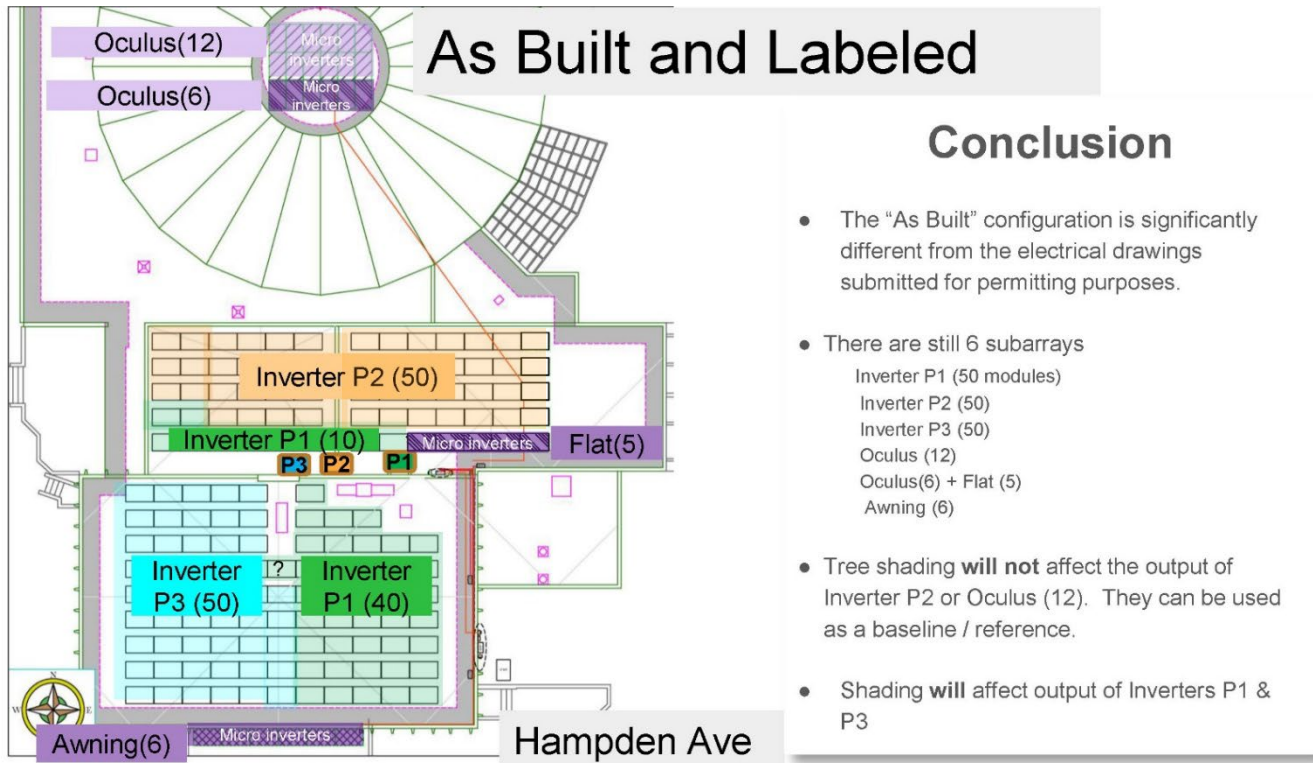 As Built and Labeled
Oculus(12)
Micro
inverters
Oculus(6)
Micro
inverters
Inverter P2 (50)
Inverter P1 (10)
Micro inverters
Flat(5)
P3
P2
P1
Inverter
P3 (50)
?
Inverter
P1 (40)
N
W
E
Awning(6)
Micro inverters
Hampden Ave
Conclusion
● The “As Built” configuration is significantly
different from the electrical drawings
submitted for permitting purposes.
● There are still 6 subarrays
Inverter P1 (50 modules)
Inverter P2 (50)
Inverter P3 (50)
Oculus (12)
Oculus(6) + Flat (5)
Awning (6)
● Tree shading will not affect the output of
Inverter P2 or Oculus (12). They can be used
as a baseline / reference.
● Shading will affect output of Inverters P1 &
P3